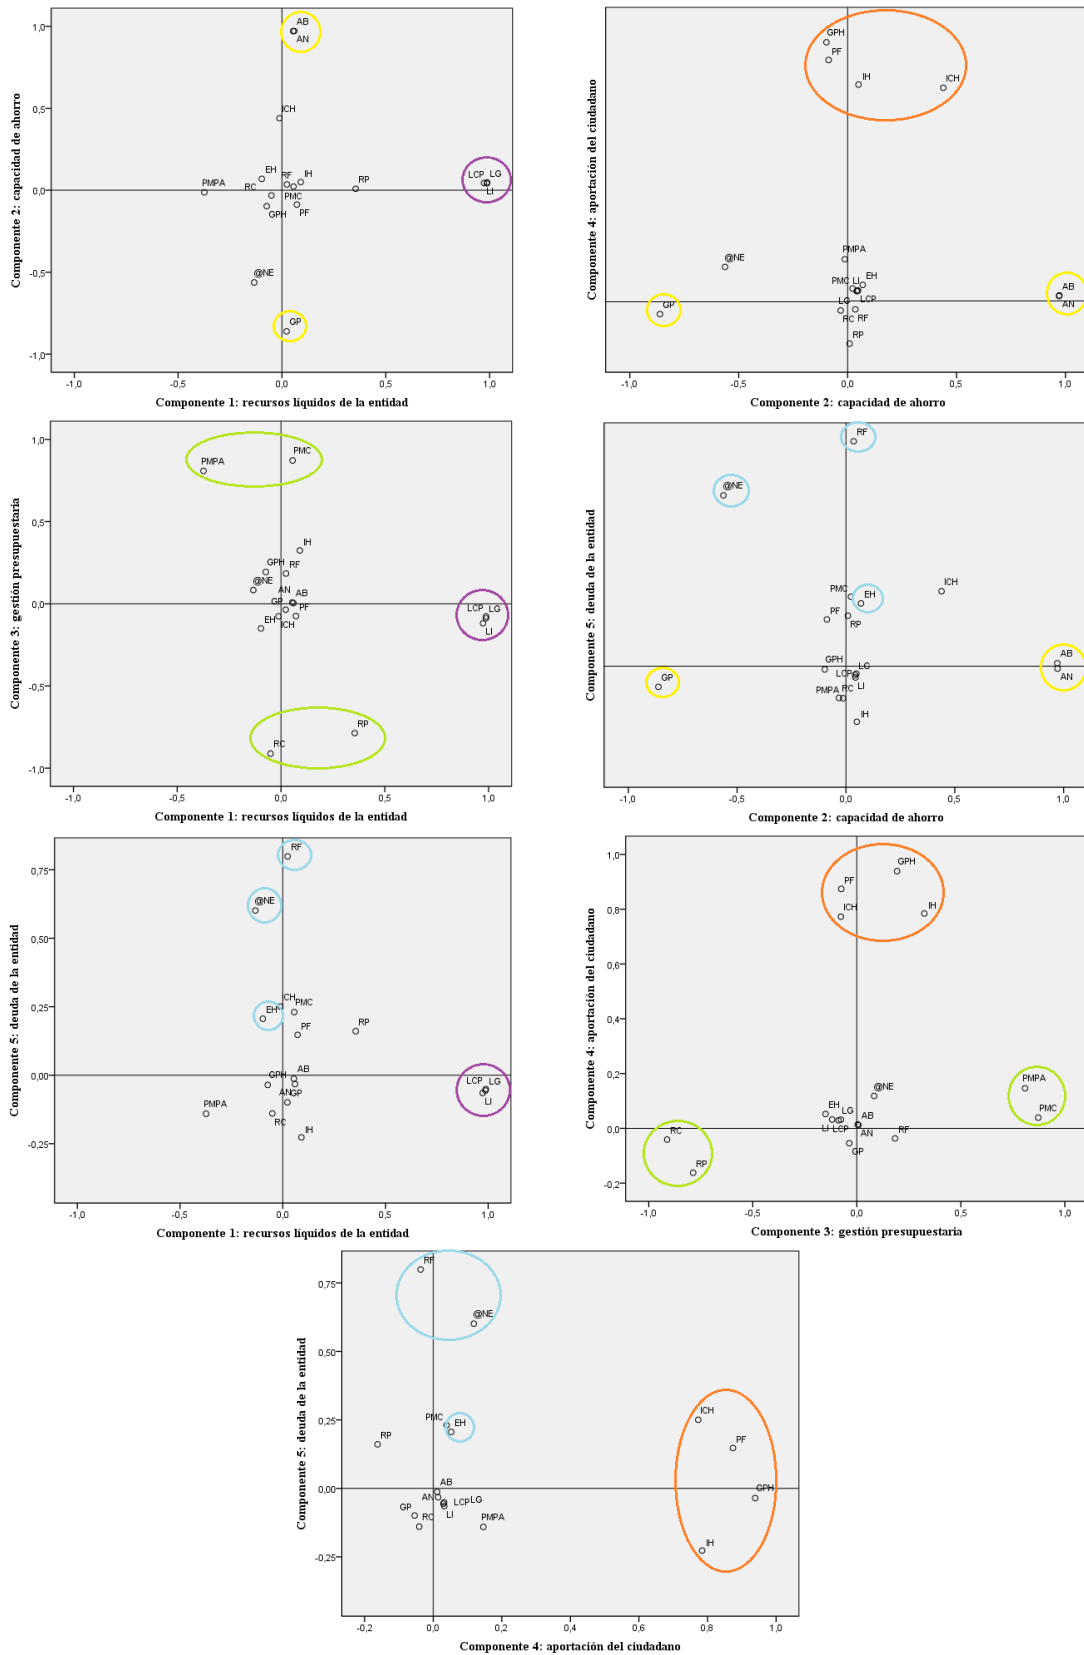 AB
1,0
AN
ICH
0,5
EH
RF
IH
PMPA
RC
RP
LCP
LG
0,0
LI
PMC
GPH
PF
@NE
-0,5
GP
-1,0
-1,0
-0,5
0,0
0,5
1,0
Componente 2: capacidad de ahorro
Componente 1: recursos líquidos de la entidad
GPH
PF
IH
ICH
PMPA
@NE
EH
PMC
LI
AB
GP
LG
LCP
AN
RC
RF
RP
-1,0
-0,5
0,0
0,5
1,0
Componente 4: aportación del ciudadano
Componente 2: capacidad de ahorro
1,0
PMC
PMPA
0,5
IH
GPH
RF
@NE
AN
AB
GP
PF
0,0
LCP
LG
EH
ICH
LI
-0,5
RP
RC
-1,0
-1,0
-0,5
0,0
0,5
1,0
Componente 3: gestión presupuestaria
Componente 1: recursos líquidos de la entidad
RF
@NE
ICH
PMC
EH
PF
RP
AB
GPH
LG
GP
LCP
AN
LI
PMPA
RC
IH
-1,0
-0,5
0,0
0,5
1,0
Componente 5: deuda de la entidad
Componente 2: capacidad de ahorro
RF
0,75
@NE
0,50
ICH
PMC
0,25
EH
PF
RP
AB
0,00
GPH
LCP
LG
AN
GP
LI
PMPA
RC
IH
-0,25
-1,0
-0,5
0,0
0,5
1,0
Componente 5: deuda de la entidad
Componente 1: recursos líquidos de la entidad
1,0
GPH
PF
ICH
IH
0,8
0,6
0,4
0,2
@NE
PMPA
EH
LG
AB
PMC
0,0
RC
LI
LCP
AN
RF
GP
RP
-0,2
-1,0
-0,5
0,0
0,5
1,0
Componente 4: aportación del ciudadano
Componente 3: gestión presupuestaria
RF
0,75
@NE
0,50
ICH
0,25
PMC
EH
RP
PF
AB
0,00
GPH
AN
LCP
LG
GP
RC
LI
PMPA
IH
-0,25
-0,2
0,0
0,2
0,4
0,6
0,8
1,0
Componente 5: deuda de la entidad
Componente 4: aportación del ciudadano